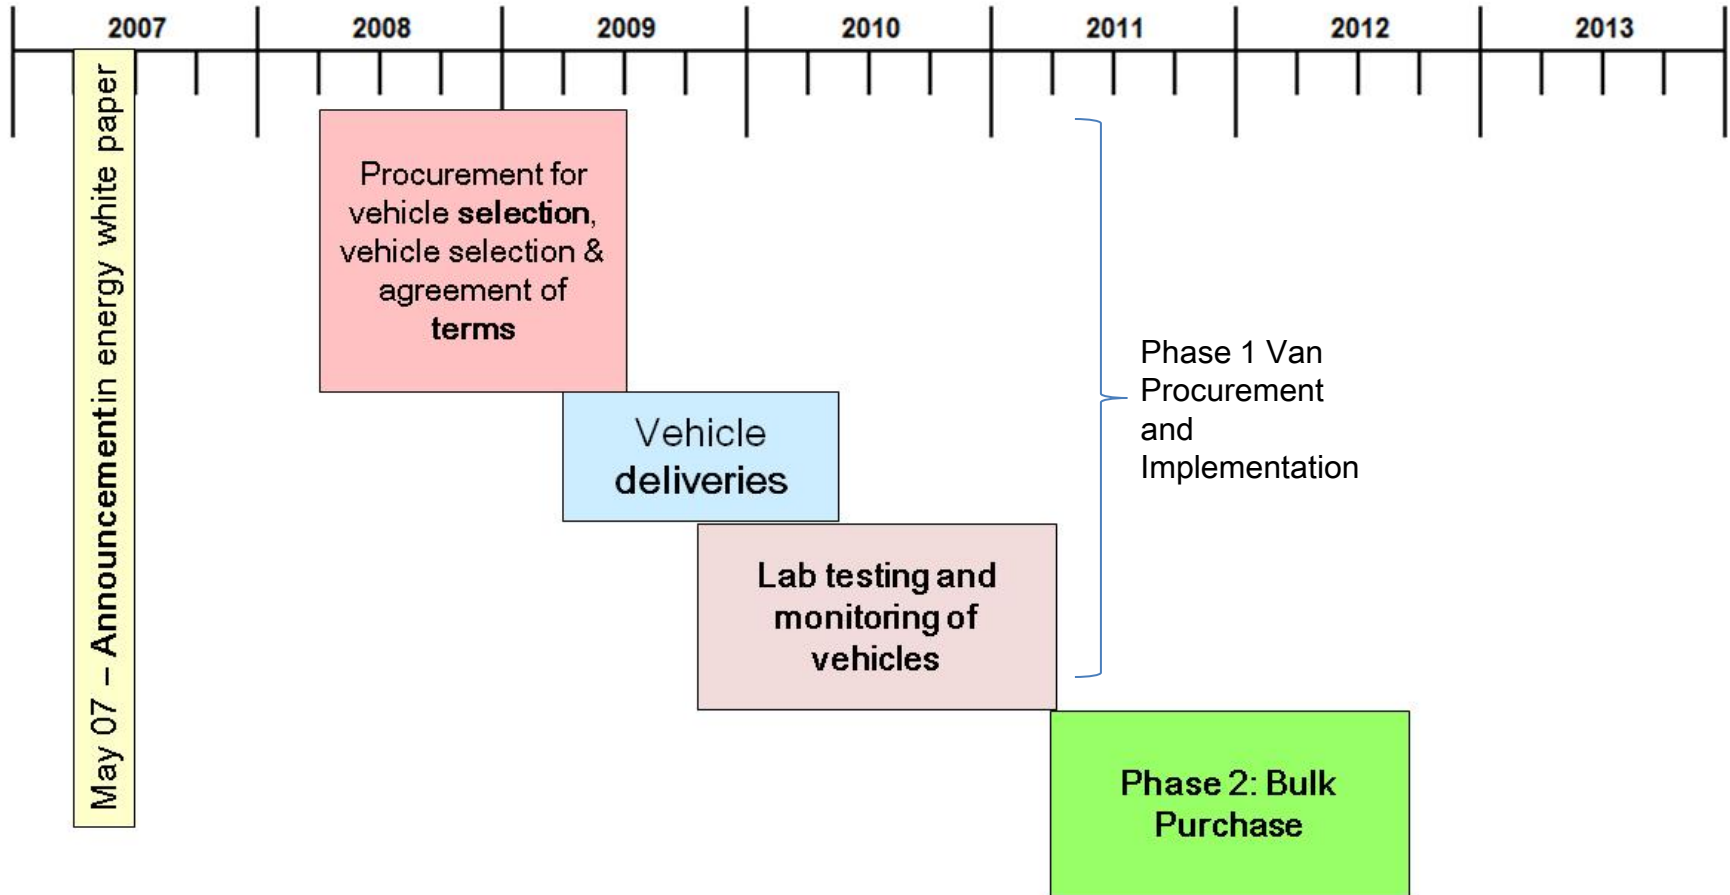 2007 2008 2009 2010 2011 2012 2013
May 07 – Announcementin energy white paper
Procurement for
vehicle selection,
vehicle selection &
agreement of
terms
Vehicle
deliveries
Lab testing and
monitoring of
vehicles
Phase 1 Van
Procurement
and
Implementation
Phase 2: Bulk
Purchase